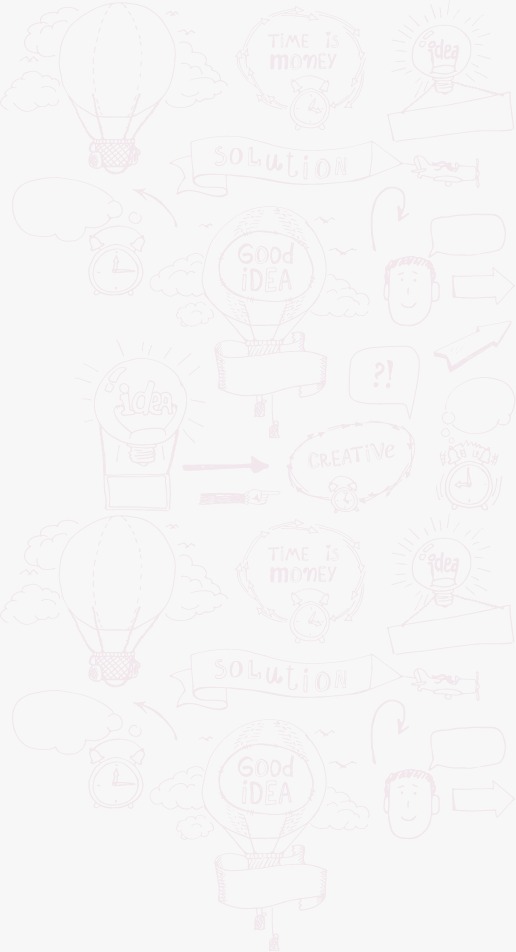 TIME IS
money
idea
SOLUTION
GOOD
iDEA
?!
idea
CREATIVE
TIME IS
money
idea
SOLUTION
GOOD
iDEA